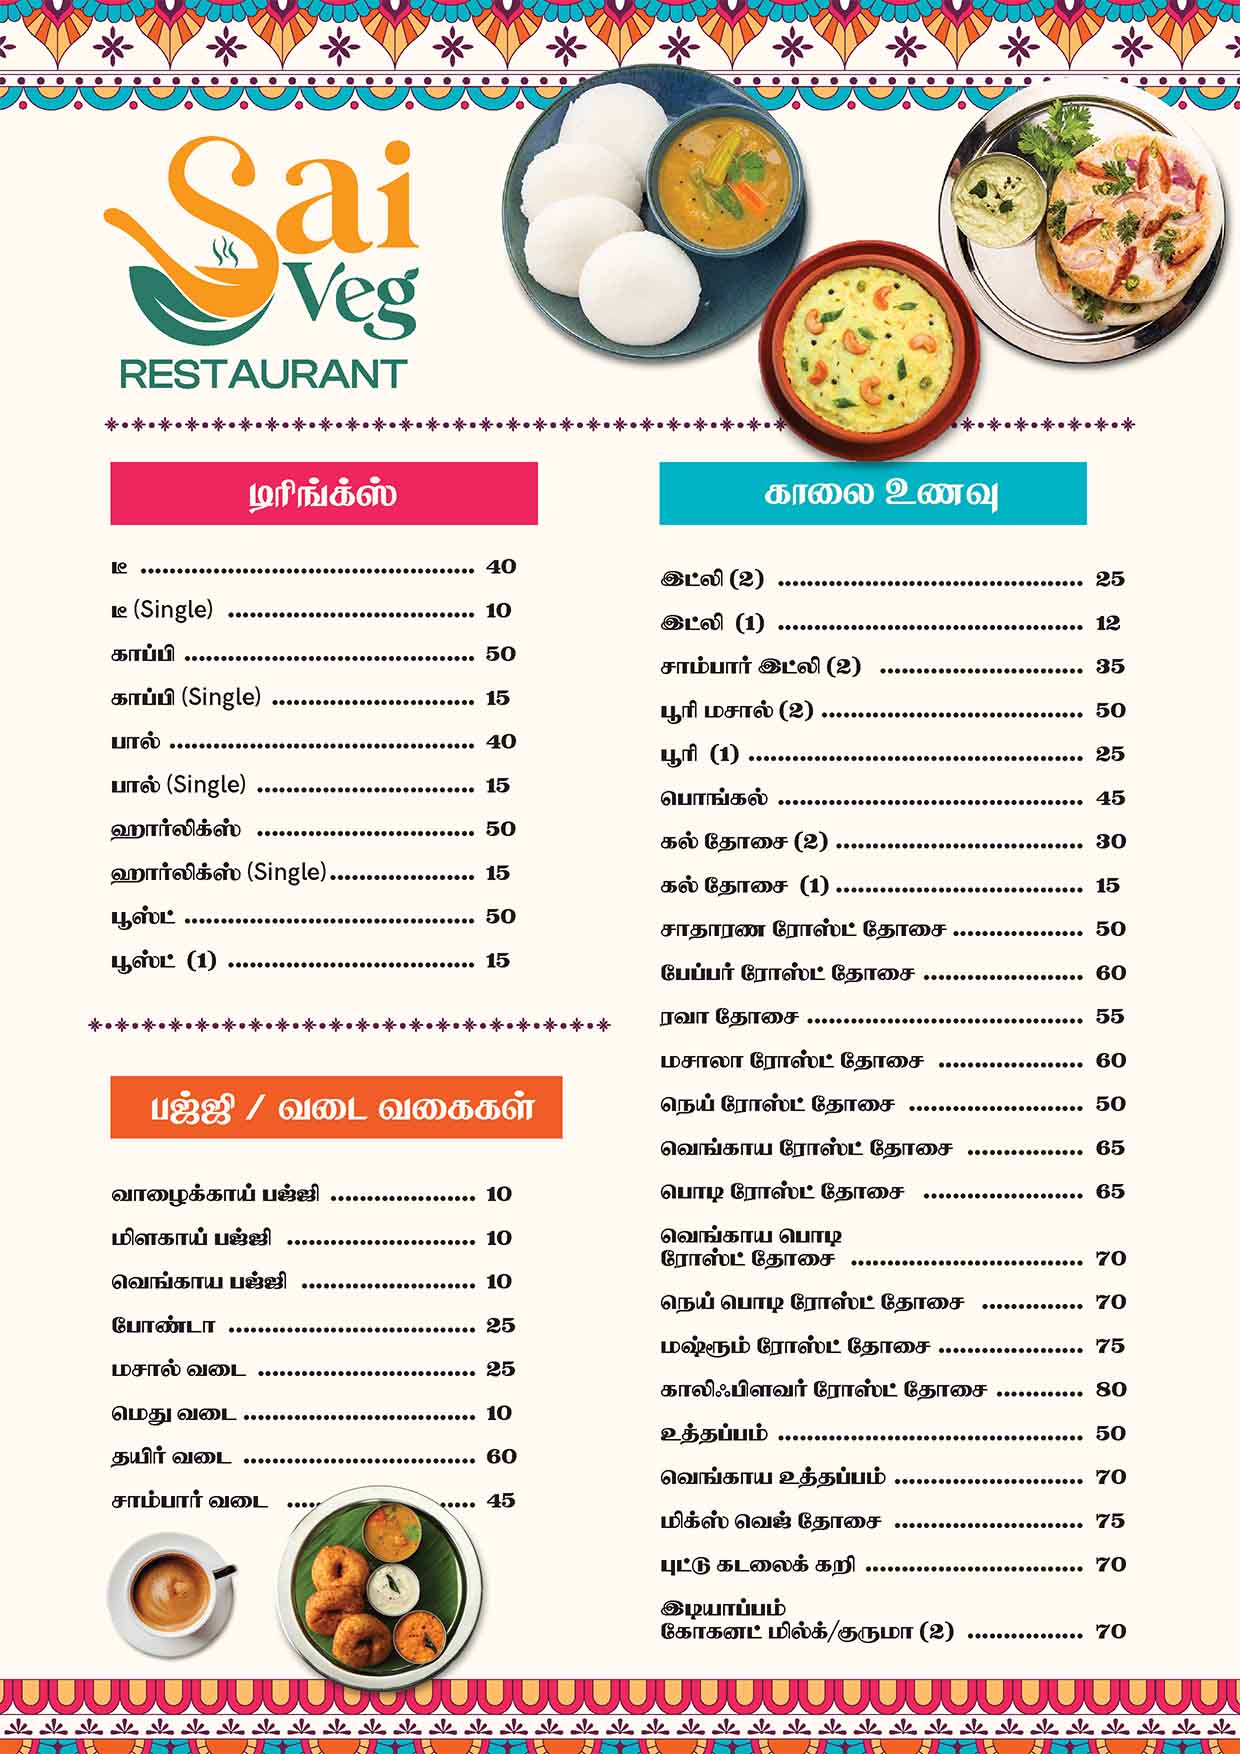 Sai
Veg
RESTAURANT
டிரிங்க்ஸ்
டீ ............................................. 40
டீ (Single) .................................. 10
காப்பி ........................................ 50
காப்பி (Single) ............................ 15
பால் .......................................... 40
பால் (Single) .............................. 15
ஹார்லிக்ஸ் .............................. 50
ஹார்லிக்ஸ் (Single).................... 15
பூஸ்ட் ........................................ 50
பூஸ்ட் (1) .................................. 15
பஜ்ஜி / வடை வகைகள்
வாழைக்காய் பஜ்ஜி .................... 10
மிளகாய் பஜ்ஜி .......................... 10
வெங்காய பஜ்ஜி ........................ 10
போண்டா .................................. 25
மசால் வடை .............................. 25
மெது வடை ................................ 10
தயிர் வடை ................................ 60
சாம்பார் வடை .......... 45
காலை உணவு
இட்லி (2) .......................................... 25
இட்லி (1) .......................................... 12
சாம்பார் இட்லி (2) ............................ 35
பூரி மசால் (2) .................................... 50
பூரி (1) .............................................. 25
பொங்கல் .......................................... 45
கல் தோசை (2) .................................. 30
கல் தோசை (1) .................................. 15
சாதாரண ரோஸ்ட் தோசை .................. 50
பேப்பர் ரோஸ்ட் தோசை ...................... 60
ரவா தோசை ...................................... 55
மசாலா ரோஸ்ட் தோசை .................... 60
நெய் ரோஸ்ட் தோசை ........................ 50
வெங்காய ரோஸ்ட் தோசை ................ 65
பொடி ரோஸ்ட் தோசை ...................... 65
வெங்காய பொடி
ரோஸ்ட் தோசை ................................ 70
நெய் பொடி ரோஸ்ட் தோசை .............. 70
மஷ்ரூம் ரோஸ்ட் தோசை .................... 75
காலிஃபிளவர் ரோஸ்ட் தோசை ............ 80
உத்தப்பம் .......................................... 50
வெங்காய உத்தப்பம் .......................... 70
மிக்ஸ் வெஜ் தோசை .......................... 75
புட்டு கடலைக் கறி .............................. 70
இடியாப்பம்
கோகனட் மில்க்/குருமா (2) ................ 70